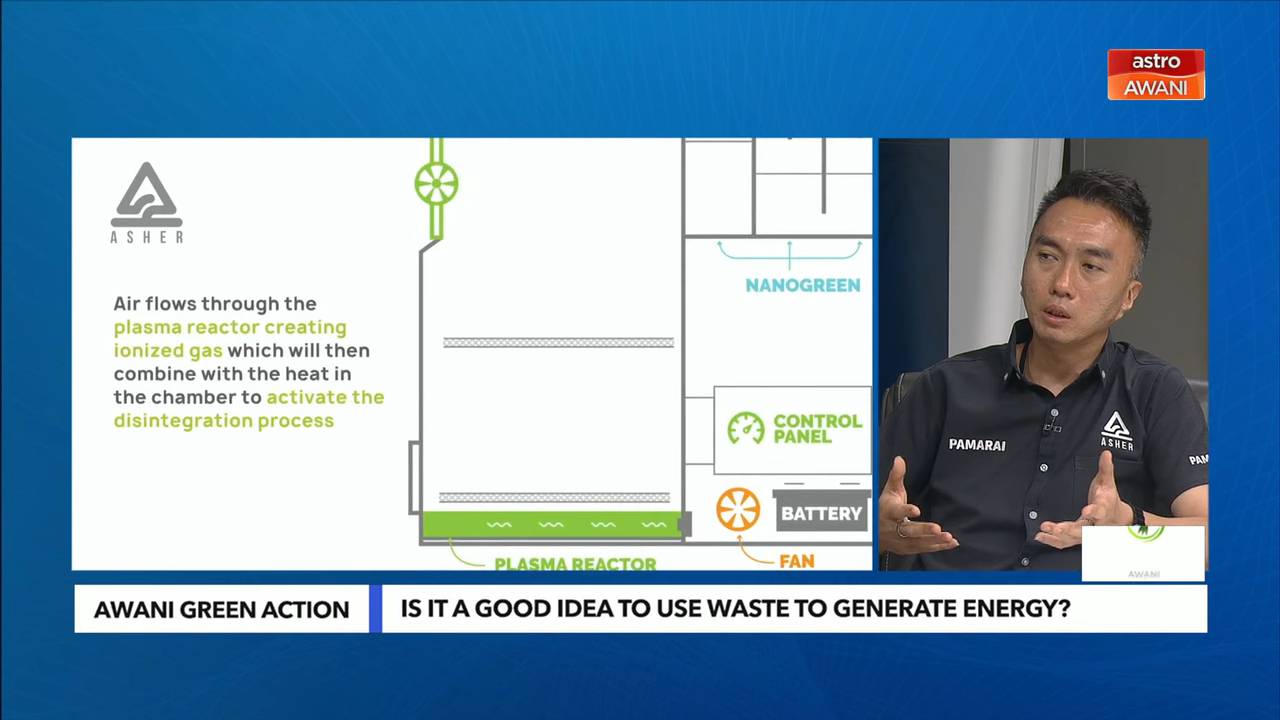 astro
AWANI
ASHER
Air flows through the
plasma reactor creating
ionized gas which will then
combine with the heat in
the chamber to activate the
disintegration process
NANOGREEN
CONTROL
PANEL
BATTERY
FAN
PLASMA REACTOR
PAMARAI
ASHER
PAM
AWANI
AWANI GREEN ACTION
IS IT A GOOD IDEA TO USE WASTE TO GENERATE ENERGY?